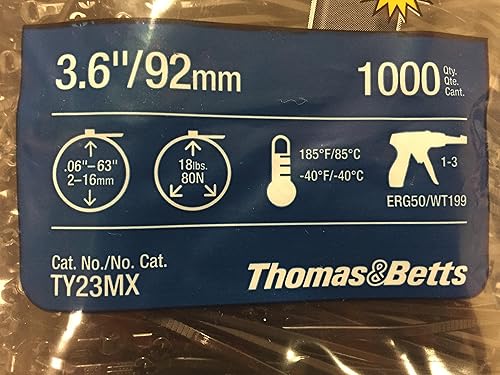 3.6"/92mm
1000 Qty. Qte. Cant.
.06"–63"
2–16mm
18lbs.
80N
185°F/85°C
-40°F/-40°C
1-3
ERG50/WT199
Cat. No./No. Cat.
TY23MX
Thomas&Betts